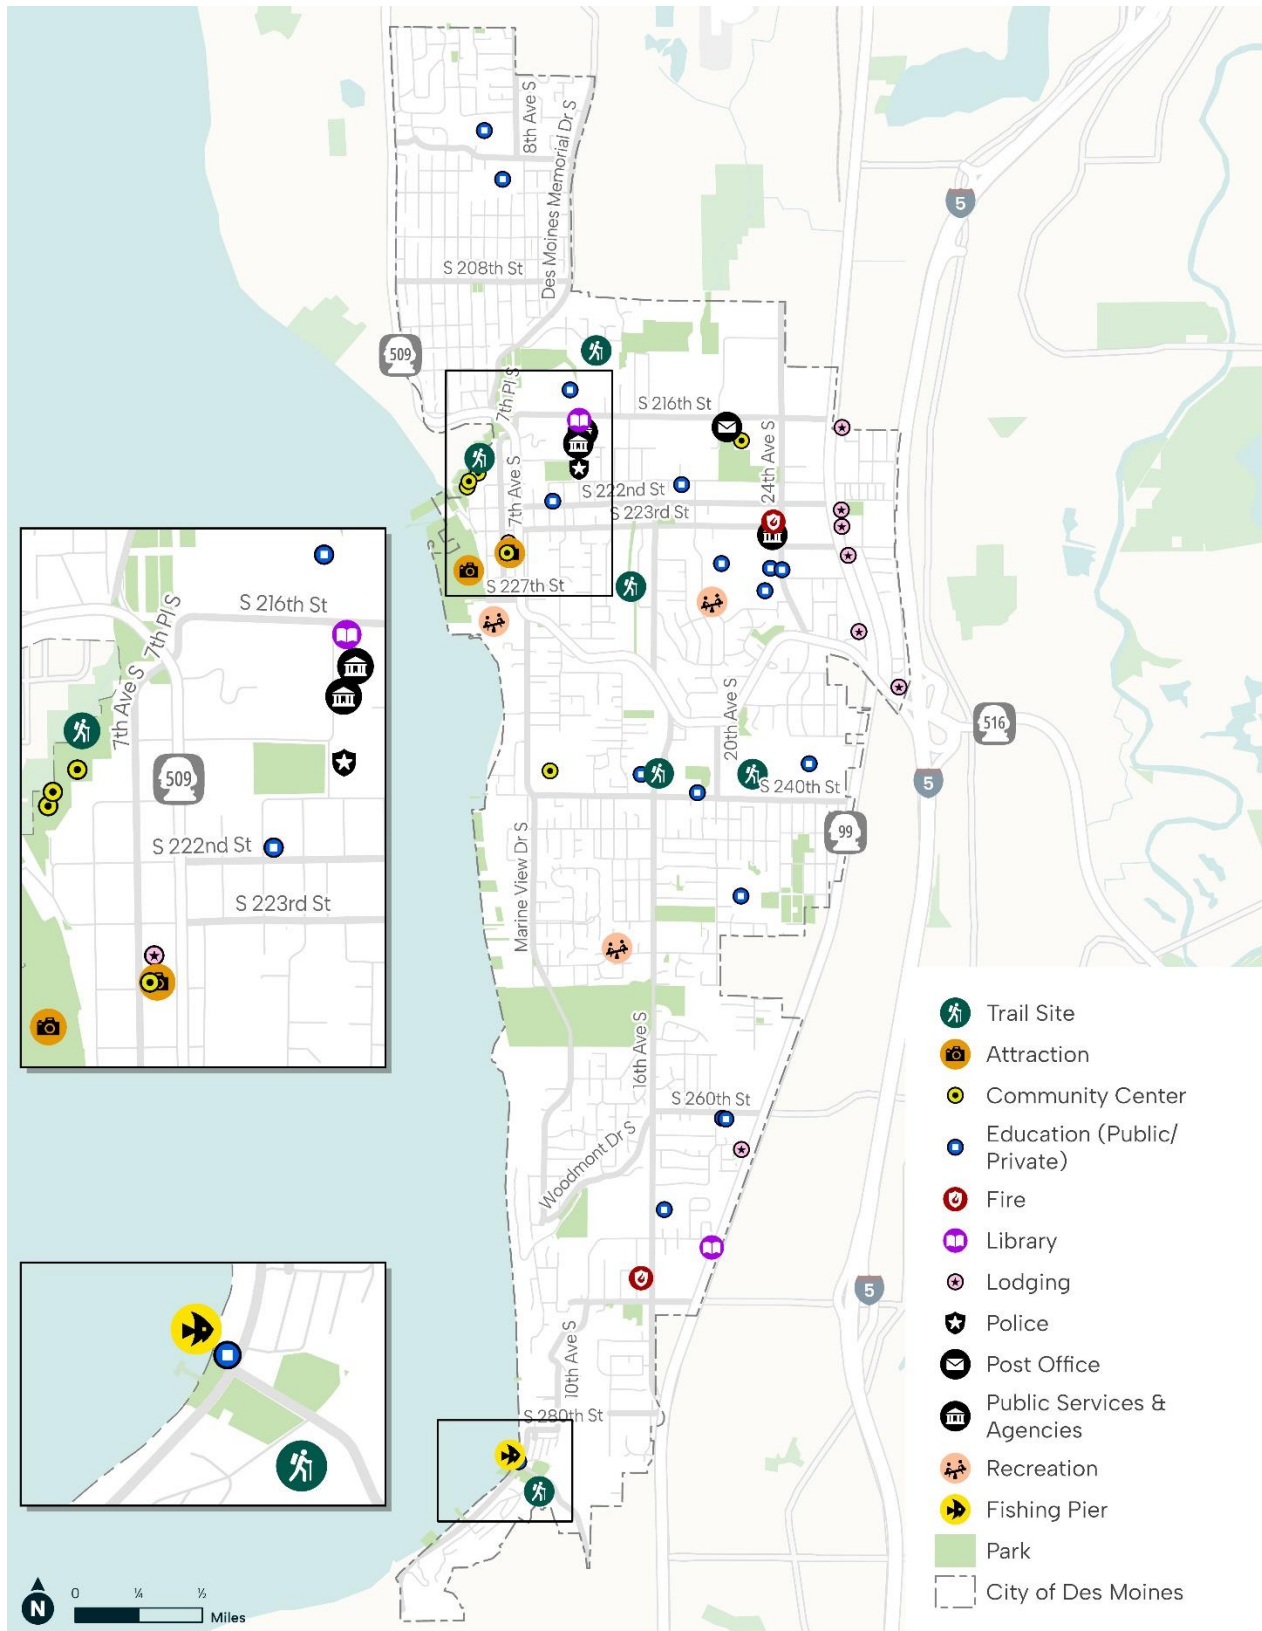 8th Ave S
Des Moines Memorial Dr S
5
S 208th St
509
7th Pl S
S 216th St
24th Ave S
7th Ave S
S 222nd St
S 223rd St
S 227th St
S 216th St
7th Pl S
7th Ave S
509
S 222nd St
S 223rd St
20th Ave S
516
5
S 240th St
99
Marine View Dr S
16th Ave S
S 260th St
Woodmont Dr S
5
10th Ave S
S 280th St
Trail Site
Attraction
Community Center
Education (Public/
Private)
Fire
Library
Lodging
Police
Post Office
Public Services &
Agencies
Recreation
Fishing Pier
Park
City of Des Moines
N
0 ¼ ½
Miles